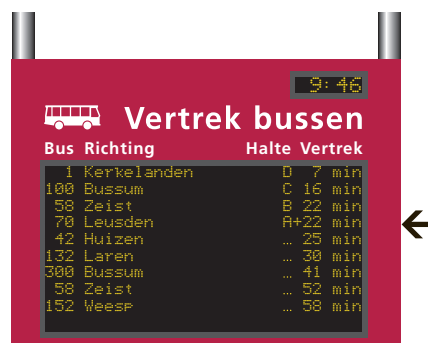 9:46
Vertrek bussen
Bus Richting Halte Vertrek
1 Kerkelanden D 7 min
100 Bussum C 16 min
58 Zeist B 22 min
70 Leusden A+22 min
42 Huizen … 25 min
132 Laren … 30 min
300 Bussum … 41 min
58 Zeist … 52 min
152 Weesp … 58 min